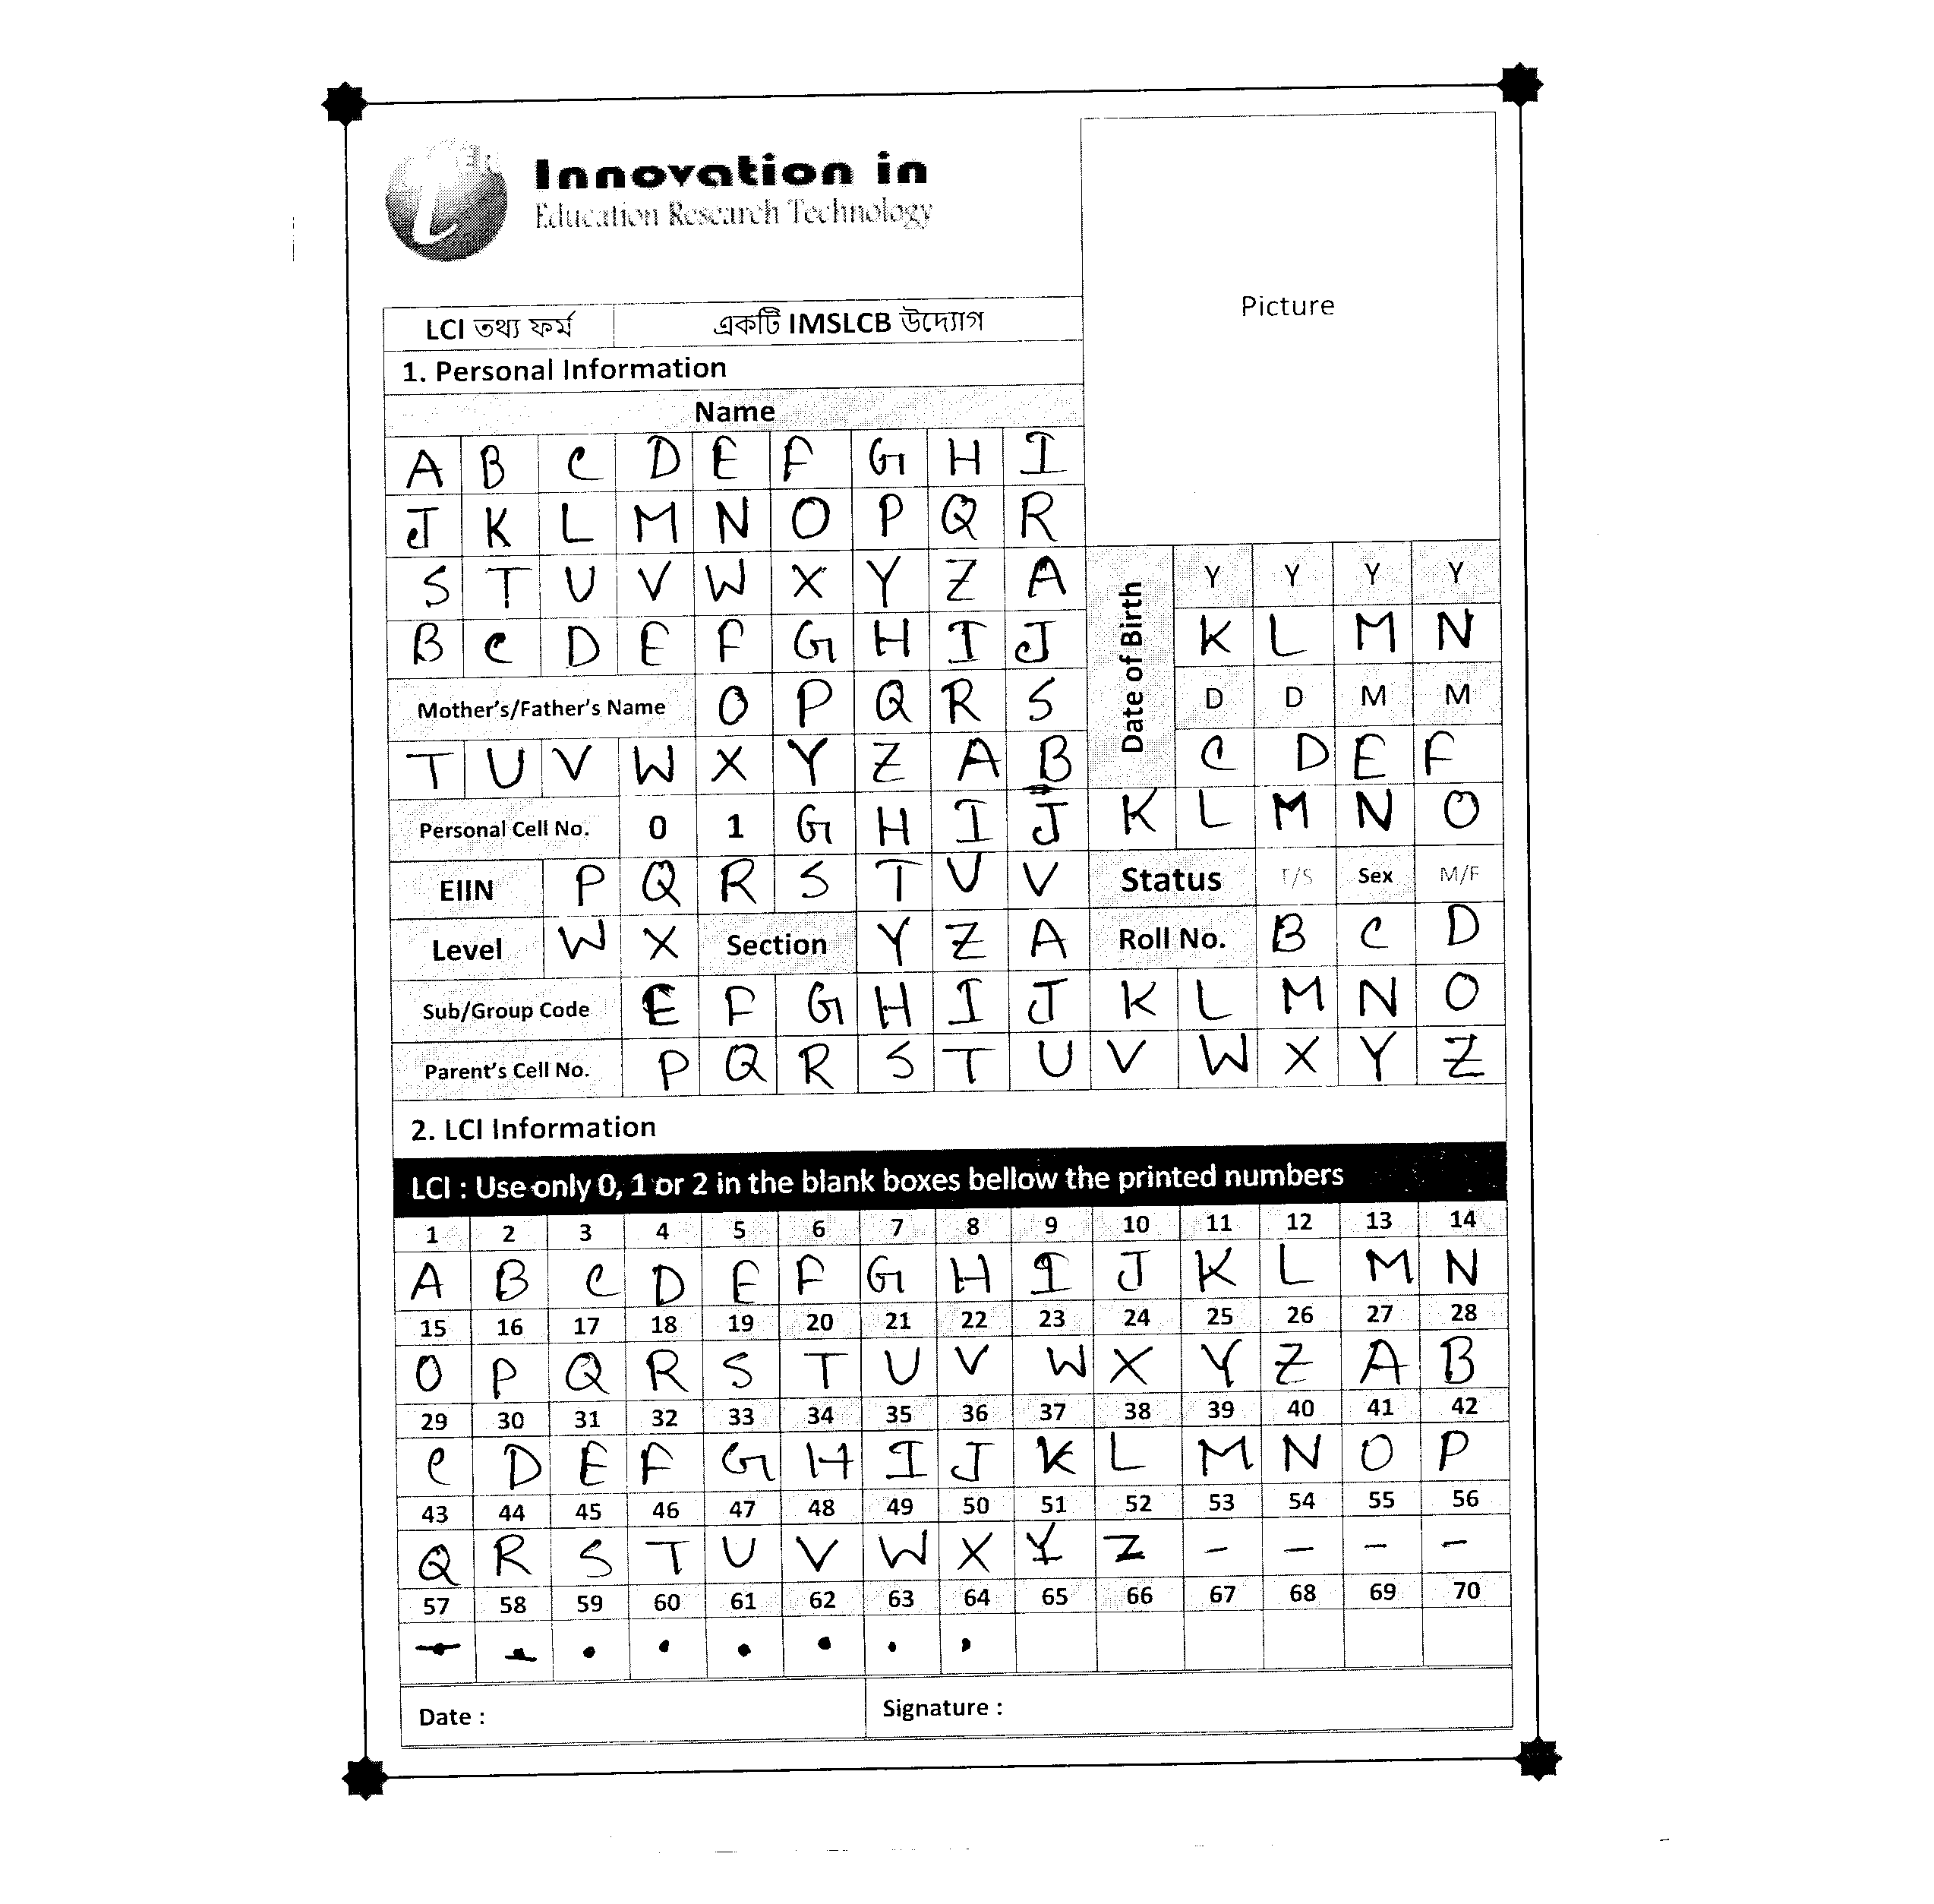 Innovation in
Education Research Technology
Picture
LCI তথ্য ফর্ম একটি IMSLCB উদ্যোগ
1. Personal Information
Name
A B C D E F G H I
J K L M N O P Q R
S T U V W X Y Z A
Date of Birth Y Y Y Y
B C D E F G H I J K L M N
Mother's/Father's Name O P Q R S D D M M
T U V W X Y Z A B C D E F
Personal Cell No. 0 1 G H I J K L M N O
EIIN P Q R S T U V Status T/S Sex M/F
Level W X Section Y Z A Roll No. B C D
Sub/Group Code E F G H I J K L M N O
Parent's Cell No. P Q R S T U V W X Y Z
2. LCI Information
LCI : Use only 0, 1 or 2 in the blank boxes bellow the printed numbers
1 2 3 4 5 6 7 8 9 10 11 12 13 14
A B C D E F G H I J K L M N
15 16 17 18 19 20 21 22 23 24 25 26 27 28
O P Q R S T U V W X Y Z A B
29 30 31 32 33 34 35 36 37 38 39 40 41 42
C D E F G H I J K L M N O P
43 44 45 46 47 48 49 50 51 52 53 54 55 56
Q R S T U V W X Y Z - - - -
57 58 59 60 61 62 63 64 65 66 67 68 69 70
- - . . . . . .
Date : Signature :